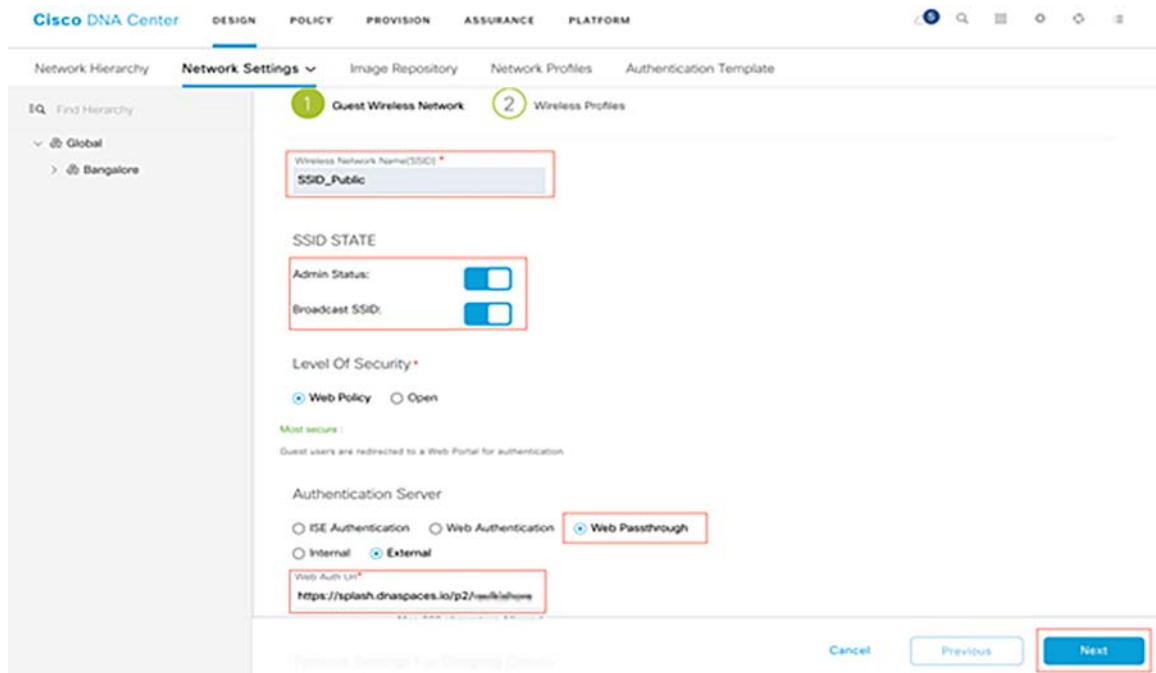 Cisco DNA Center DESIGN POLICY PROVISION ASSURANCE PLATFORM 5
Network Hierarchy Network Settings Image Repository Network Profiles Authentication Template
Find Hierarchy
Global
Bangalore
1 Guest Wireless Network 2 Wireless Profiles
Wireless Network Name(SSID) *
SSID_Public
SSID STATE
Admin Status:
Broadcast SSID:
Level Of Security *
Web Policy Open
Most secure :
Guest users are redirected to a Web Portal for authentication
Authentication Server
ISE Authentication Web Authentication Web Passthrough
Internal External
Web Auth Url*
https://splash.dnaspaces.io/p2/
Cancel Previous Next